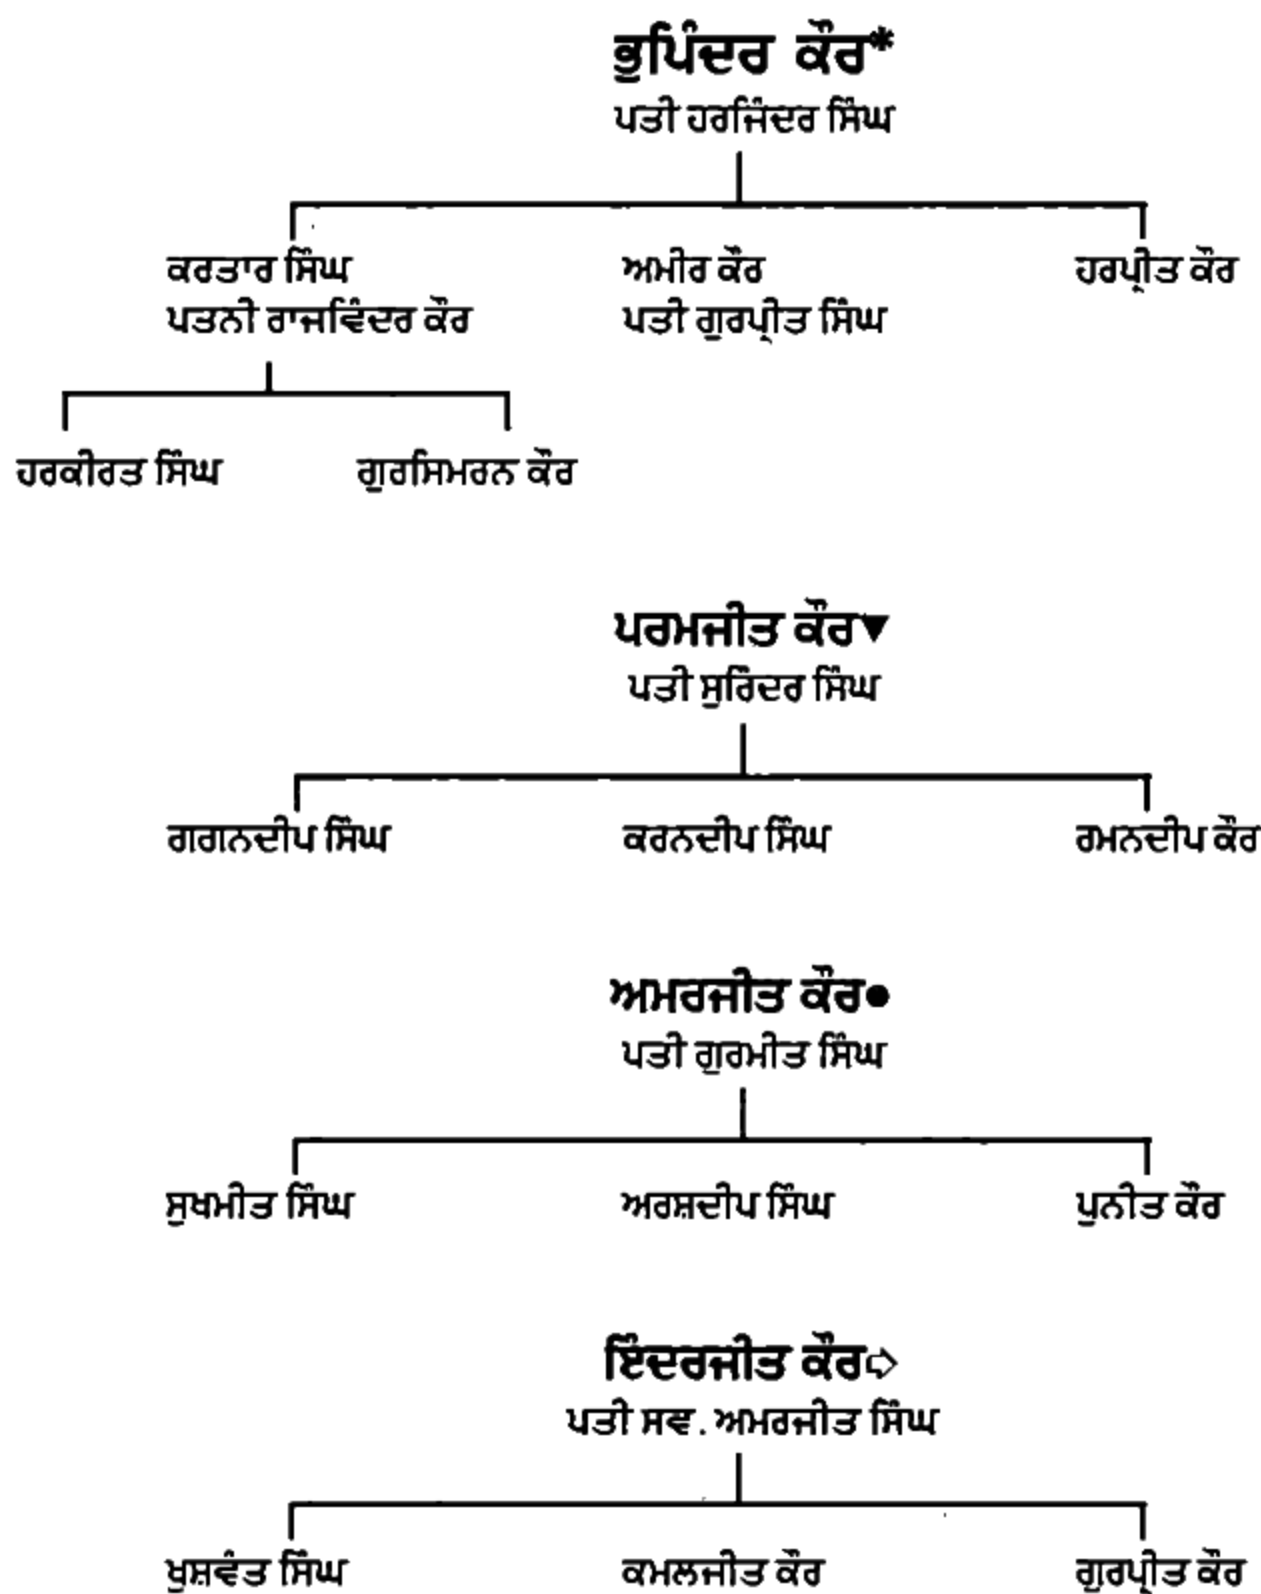 ਭੁਪਿੰਦਰ ਕੌਰ*
ਪਤੀ ਹਰਜਿੰਦਰ ਸਿੰਘ
ਕਰਤਾਰ ਸਿੰਘ ਅਮੀਰ ਕੌਰ ਹਰਪ੍ਰੀਤ ਕੌਰ
ਪਤਨੀ ਰਾਜਵਿੰਦਰ ਕੌਰ ਪਤੀ ਗੁਰਪ੍ਰੀਤ ਸਿੰਘ
ਹਰਕੀਰਤ ਸਿੰਘ ਗੁਰਸਿਮਰਨ ਕੌਰ
ਪਰਮਜੀਤ ਕੌਰ▼
ਪਤੀ ਸੁਰਿੰਦਰ ਸਿੰਘ
ਗਗਨਦੀਪ ਸਿੰਘ ਕਰਨਦੀਪ ਸਿੰਘ ਰਮਨਦੀਪ ਕੌਰ
ਅਮਰਜੀਤ ਕੌਰ●
ਪਤੀ ਗੁਰਮੀਤ ਸਿੰਘ
ਸੁਖਮੀਤ ਸਿੰਘ ਅਰਸ਼ਦੀਪ ਸਿੰਘ ਪੁਨੀਤ ਕੌਰ
ਇੰਦਰਜੀਤ ਕੌਰ➪
ਪਤੀ ਸਵ. ਅਮਰਜੀਤ ਸਿੰਘ
ਖੁਸ਼ਵੰਤ ਸਿੰਘ ਕਮਲਜੀਤ ਕੌਰ ਗੁਰਪ੍ਰੀਤ ਕੌਰ